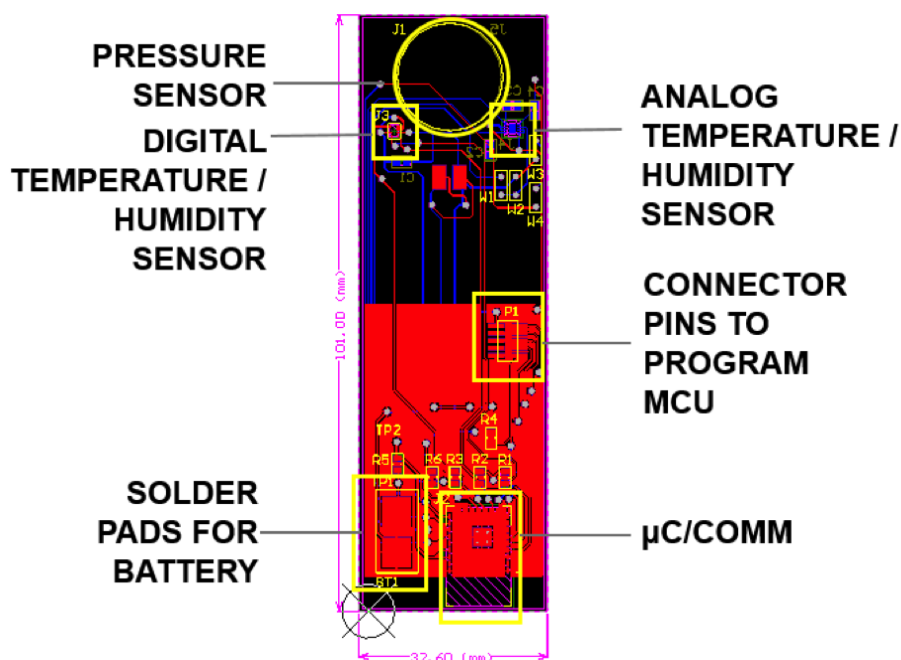 PRESSURE
SENSOR
DIGITAL
TEMPERATURE /
HUMIDITY
SENSOR
SOLDER
PADS FOR
BATTERY
J1
J5
J3
C1
W1
W2
W3
W4
101.00 (mm)
P1
R4
TP2
R5
R6
R3
R2
R1
P1
BT1
32.60 (mm)
ANALOG
TEMPERATURE /
HUMIDITY
SENSOR
CONNECTOR
PINS TO
PROGRAM
MCU
µC/COMM